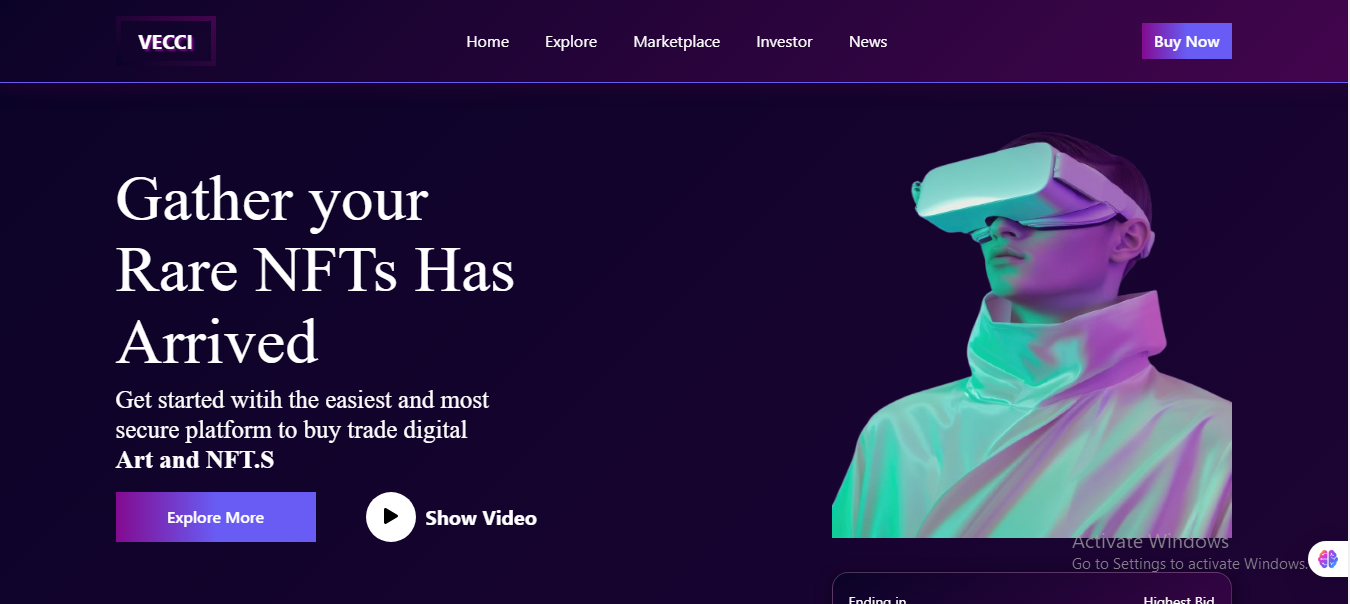 VECCI
Home Explore Marketplace Investor News
Buy Now
Gather your
Rare NFTs Has
Arrived
Get started witih the easiest and most
secure platform to buy trade digital
Art and NFT.S
Explore More
Show Video
Activate Windows
Go to Settings to activate Windows.
Ending in
Highest Bid